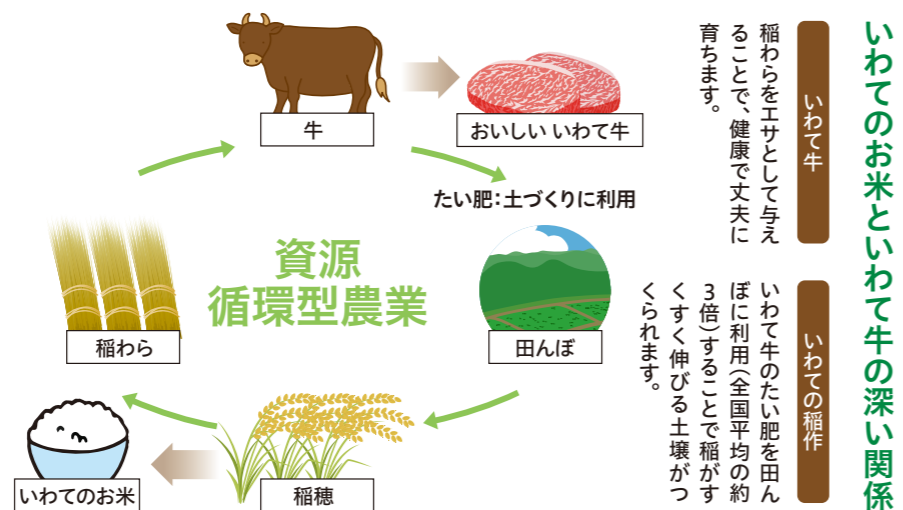 いわてのお米といわて牛の深い関係
いわて牛
稲わらをエサとして与え
ることで、健康で丈夫に
育ちます。
いわての稲作
いわて牛のたい肥を田ん
ぼに利用（全国平均の約
3倍）することで稲がす
くすく伸びる土壌がつ
くられます。
牛
おいしい いわて牛
たい肥：土づくりに利用
資源
循環型農業
稲わら
田んぼ
いわてのお米
稲穂